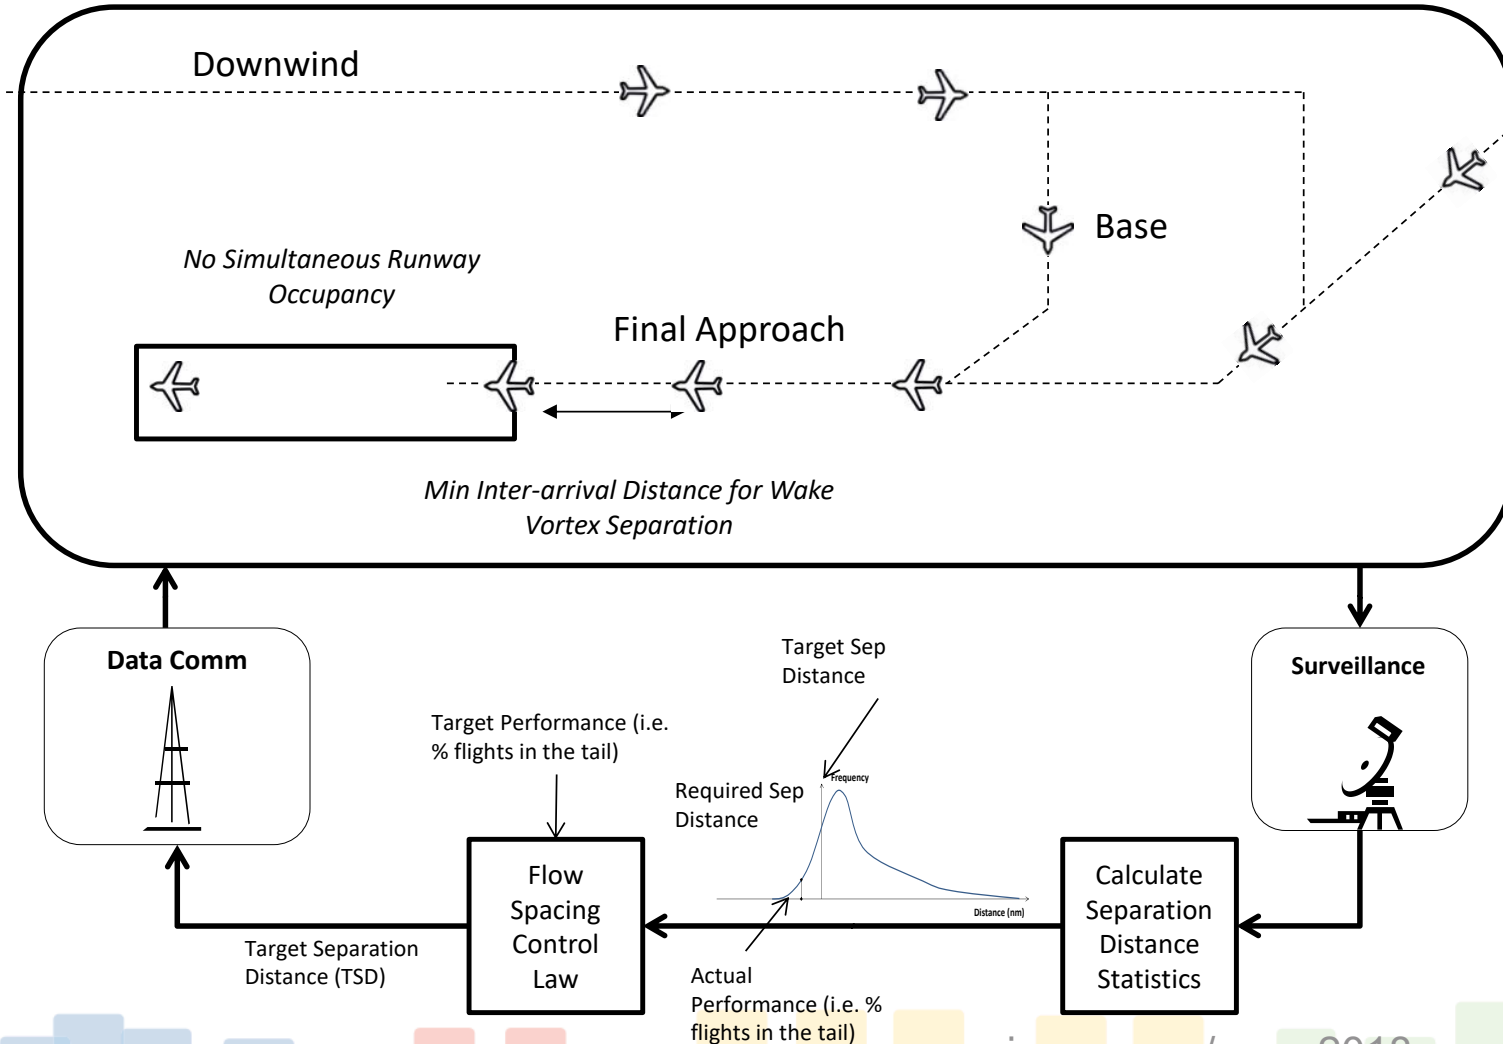 Downwind
Base
No Simultaneous Runway
Occupancy
Final Approach
Min Inter-arrival Distance for Wake
Vortex Separation
Data Comm
Surveillance
Target Sep
Distance
Target Performance (i.e.
% flights in the tail)
Required Sep
Distance
Frequency
Distance (nm)
Flow
Spacing
Control
Law
Calculate
Separation
Distance
Statistics
Target Separation
Distance (TSD)
Actual
Performance (i.e. %
flights in the tail)
2018